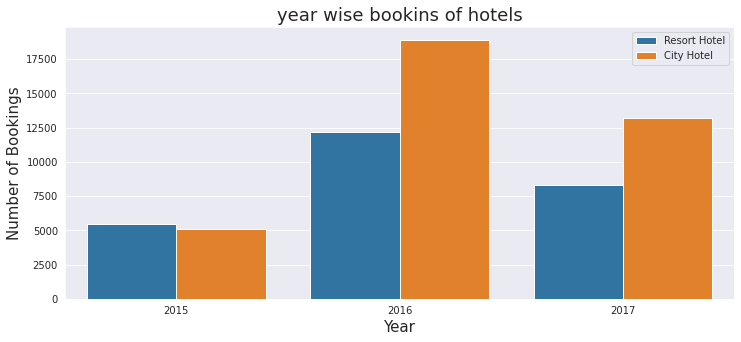 year wise bookins of hotels
Resort Hotel
City Hotel
Number of Bookings
17500
15000
12500
10000
7500
5000
2500
0
2015
2016
2017
Year